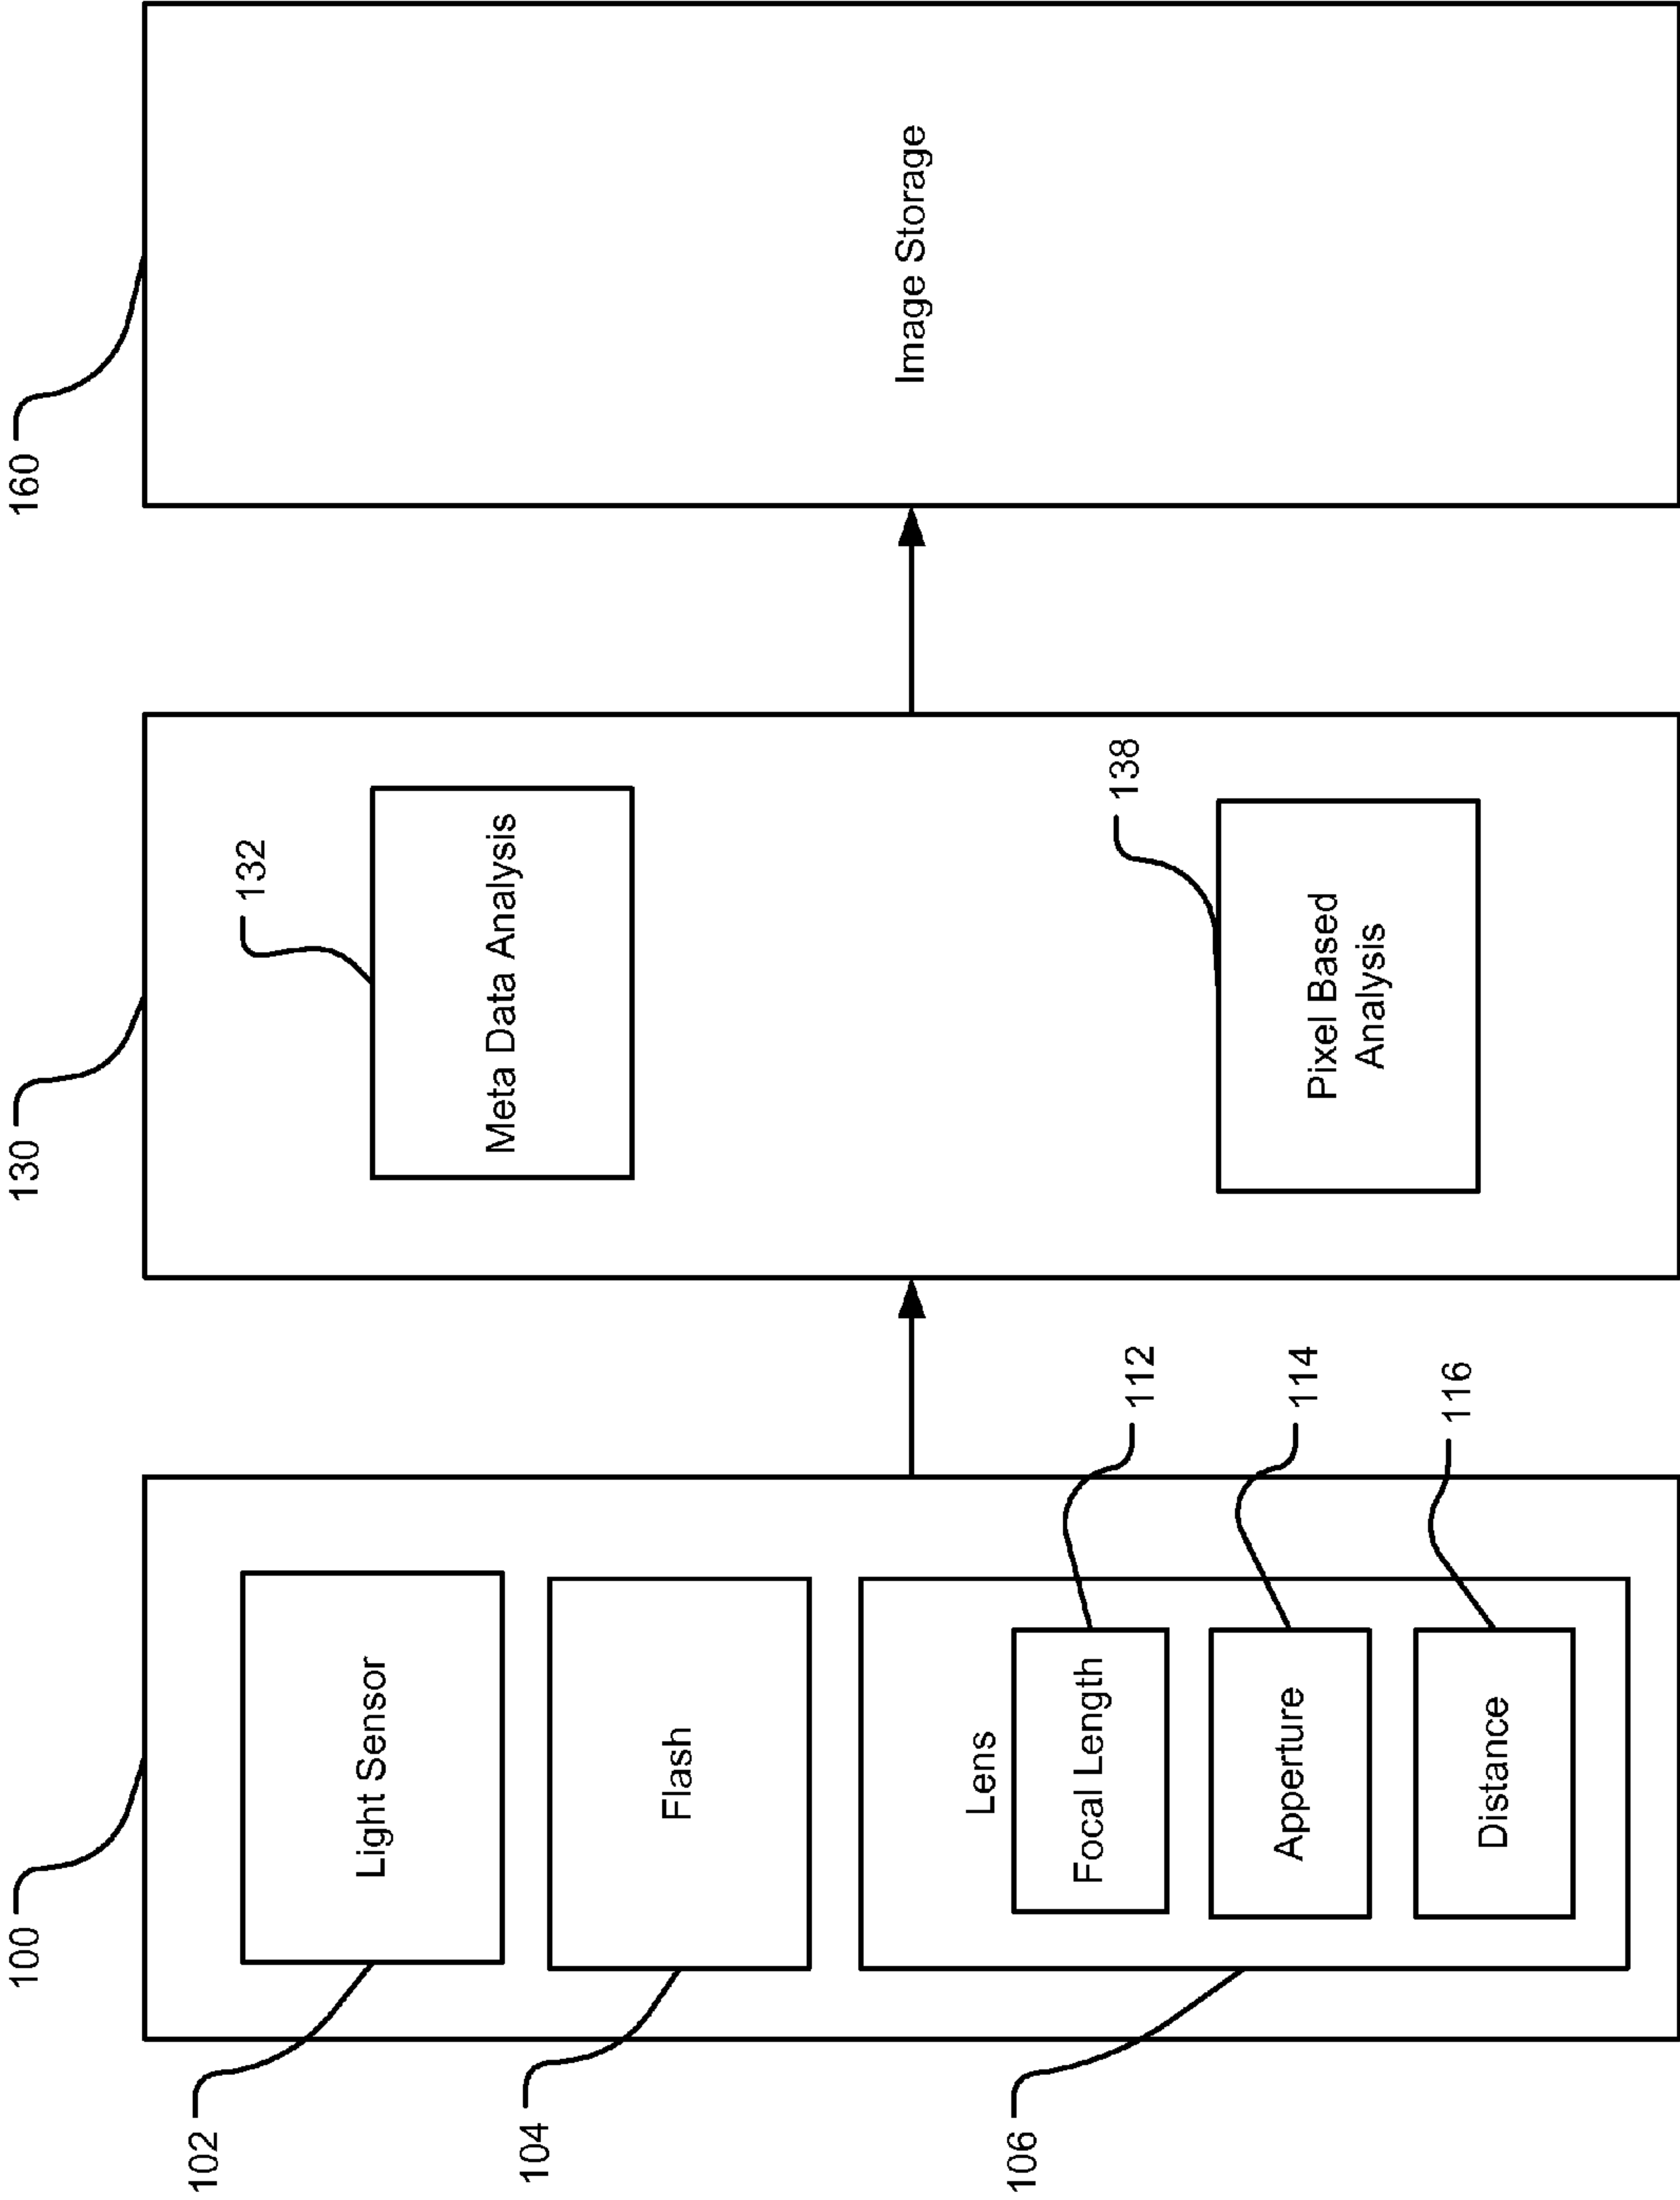 100
130
160
102
Light Sensor
104
Flash
106
Lens
Focal Length
112
Apperture
114
Distance
116
132
Meta Data Analysis
138
Pixel Based
Analysis
Image Storage